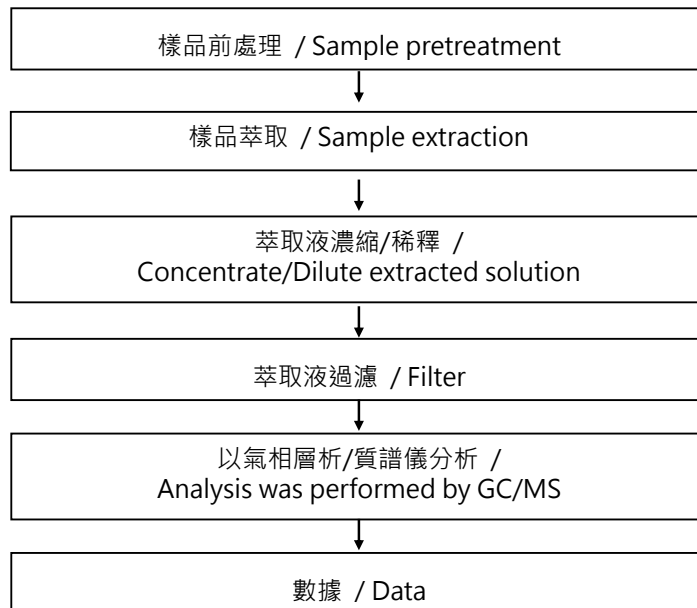 樣品前處理 / Sample pretreatment
樣品萃取 / Sample extraction
萃取液濃縮/稀釋 /
Concentrate/Dilute extracted solution
萃取液過濾 / Filter
以氣相層析/質譜儀分析 /
Analysis was performed by GC/MS
數據 / Data